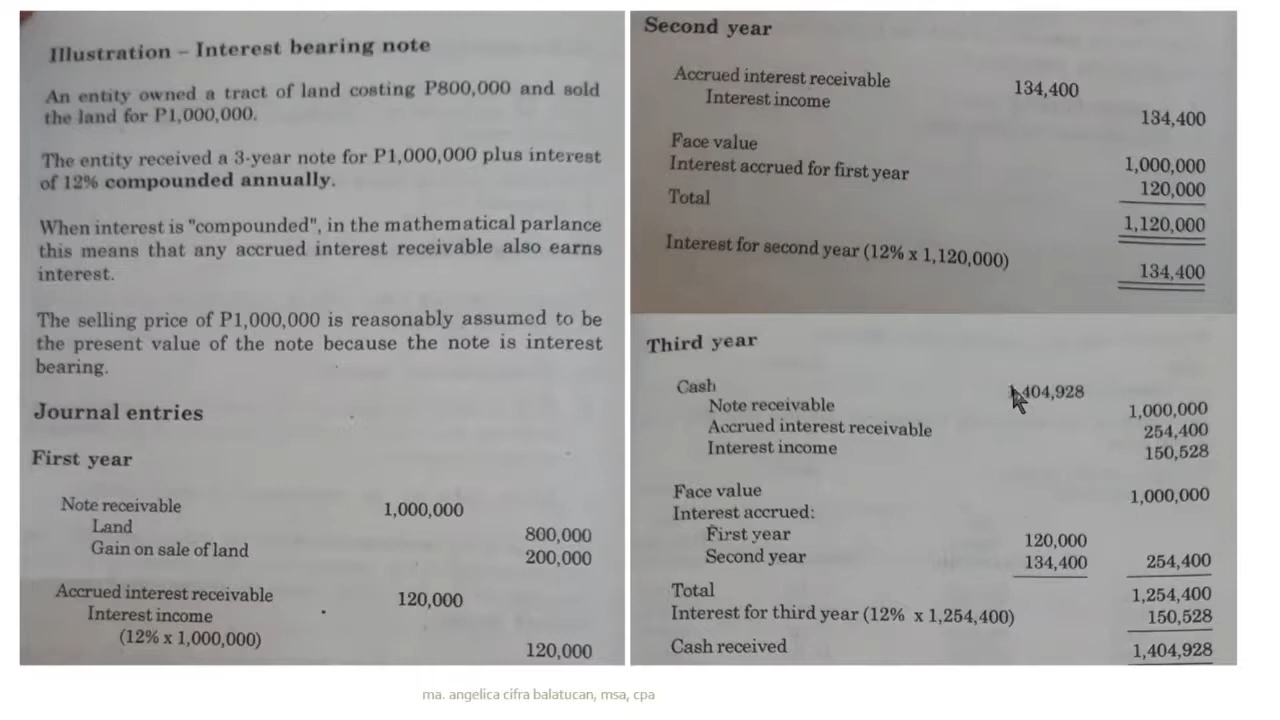 Illustration – Interest bearing note
An entity owned a tract of land costing P800,000 and sold
the land for P1,000,000.
The entity received a 3-year note for P1,000,000 plus interest
of 12% compounded annually.
When interest is "compounded", in the mathematical parlance
this means that any accrued interest receivable also earns
interest.
The selling price of P1,000,000 is reasonably assumed to be
the present value of the note because the note is interest
bearing.
Journal entries
First year
Note receivable 1,000,000
Land 800,000
Gain on sale of land 200,000
Accrued interest receivable 120,000
Interest income
(12% x 1,000,000) 120,000
Second year
Accrued interest receivable 134,400
Interest income 134,400
Face value 1,000,000
Interest accrued for first year 120,000
Total 1,120,000
Interest for second year (12% x 1,120,000) 134,400
Third year
Cash 1,404,928
Note receivable 1,000,000
Accrued interest receivable 254,400
Interest income 150,528
Face value 1,000,000
Interest accrued:
First year 120,000
Second year 134,400 254,400
Total 1,254,400
Interest for third year (12% x 1,254,400) 150,528
Cash received 1,404,928
ma. angelica cifra balatucan, msa, cpa